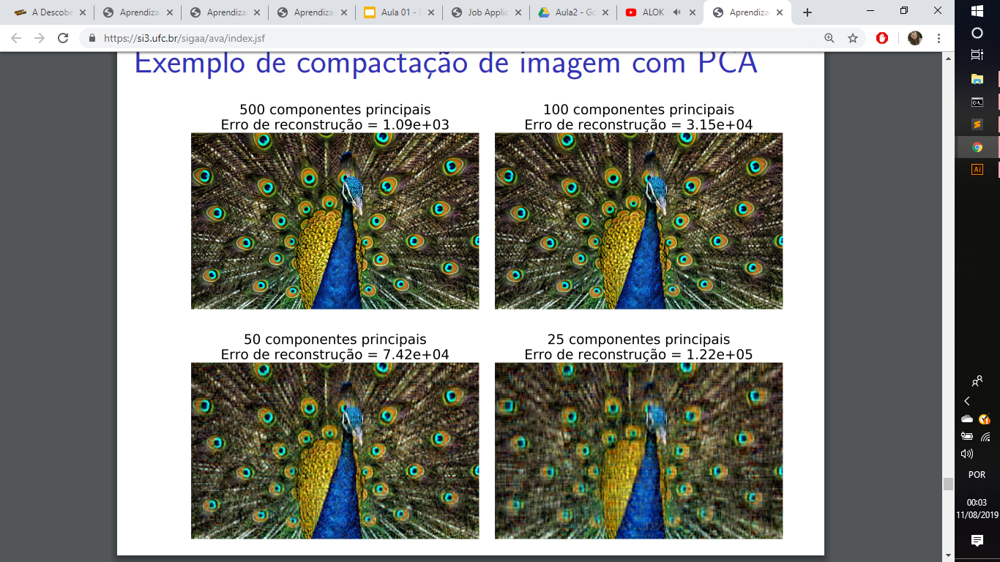 A Descobe
Aprendiza
Aprendiza
Aprendiza
Aula 01 -
Job Applic
Aula2 - Go
ALOK
Aprendiza
https://si3.ufc.br/sigaa/ava/index.jsf
Exemplo de compactação de imagem com PCA
500 componentes principais
Erro de reconstrução = 1.09e+03
100 componentes principais
Erro de reconstrução = 3.15e+04
50 componentes principais
Erro de reconstrução = 7.42e+04
25 componentes principais
Erro de reconstrução = 1.22e+05
C:\.
Ai
POR
00:03
11/08/2019